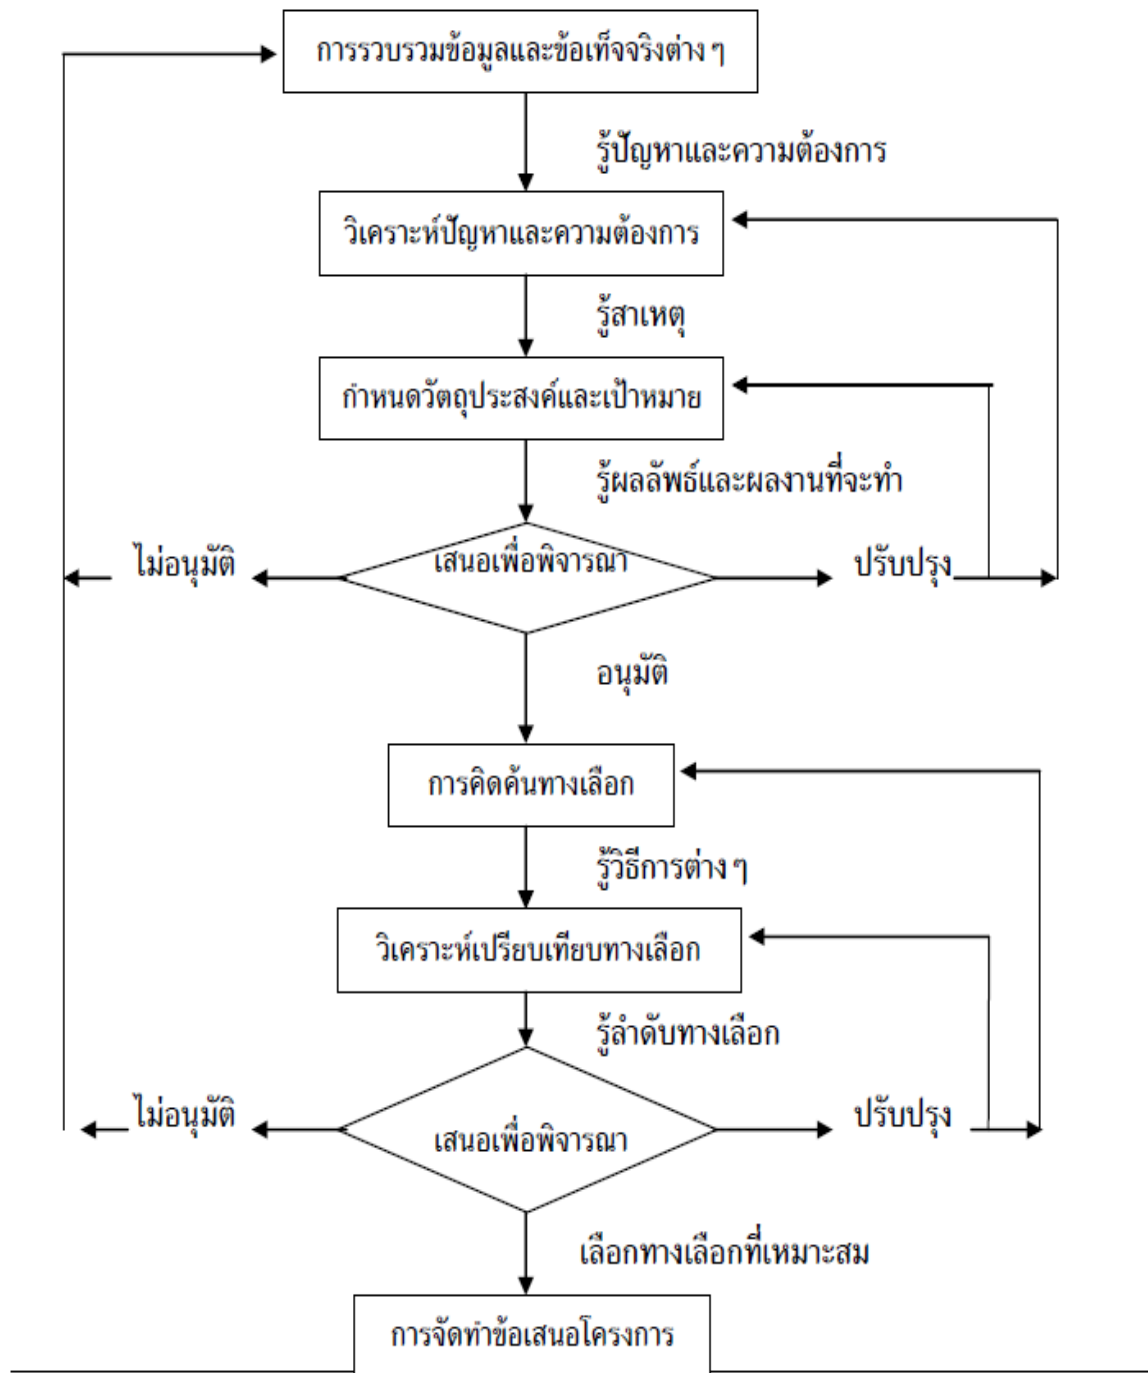 การรวบรวมข้อมูลและข้อเท็จจริงต่าง ๆ
รู้ปัญหาและความต้องการ
วิเคราะห์ปัญหาและความต้องการ
รู้สาเหตุ
กำหนดวัตถุประสงค์และเป้าหมาย
รู้ผลลัพธ์และผลงานที่จะทำ
ไม่อนุมัติ
เสนอเพื่อพิจารณา
ปรับปรุง
อนุมัติ
การคิดค้นทางเลือก
รู้วิธีการต่าง ๆ
วิเคราะห์เปรียบเทียบทางเลือก
รู้ลำดับทางเลือก
ไม่อนุมัติ
เสนอเพื่อพิจารณา
ปรับปรุง
เลือกทางเลือกที่เหมาะสม
การจัดทำข้อเสนอโครงการ